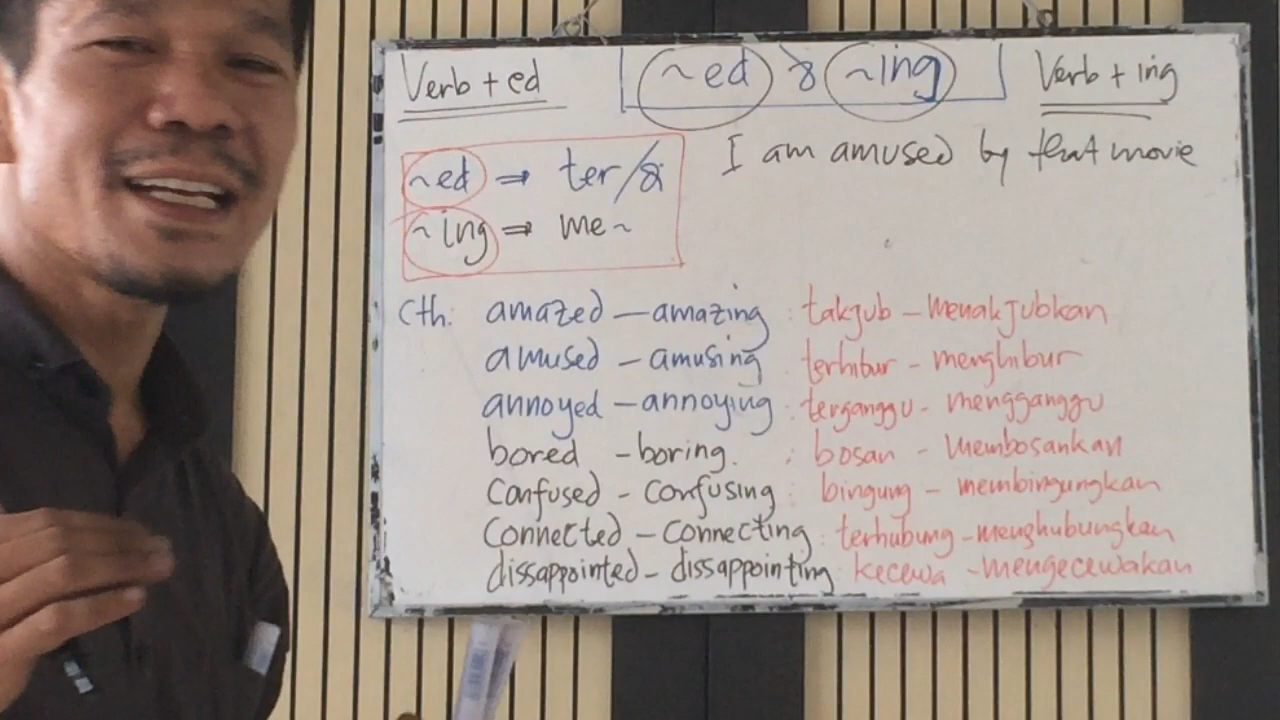 Verb + ed
~ed & ~ing
Verb + ing
~ed ⇒ ter/di
~ing ⇒ me~
I am amused by that movie
Cth: amazed – amazing : takjub – menakjubkan
amused – amusing : terhibur – menghibur
annoyed – annoying : terganggu – mengganggu
bored – boring. : bosan – membosankan
Confused – Confusing : bingung – membingungkan
Connected – Connecting : terhubung – menghubungkan
dissappointed – dissappointing kecewa – mengecewakan